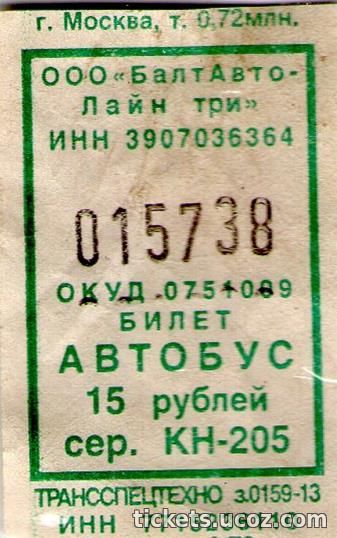 г. Москва, т. 0,72млн.
ООО «БалтАвто-
Лайн три»
ИНН 3907036364
015738
ОКУД
БИЛЕТ
АВТОБУС
15 рублей
сер. КН-205
ТРАНССПЕЦТЕХНО з.0159-13
ИНН
tickets.ucoz.com